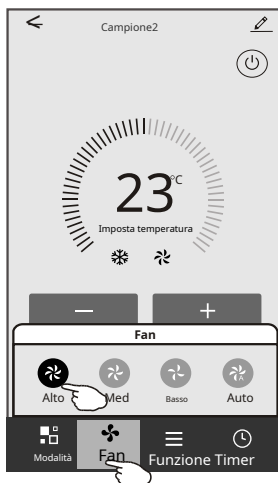 Campione2
23°C
Imposta temperatura
Fan
Alto Med Basso Auto
Modalità Fan Funzione Timer